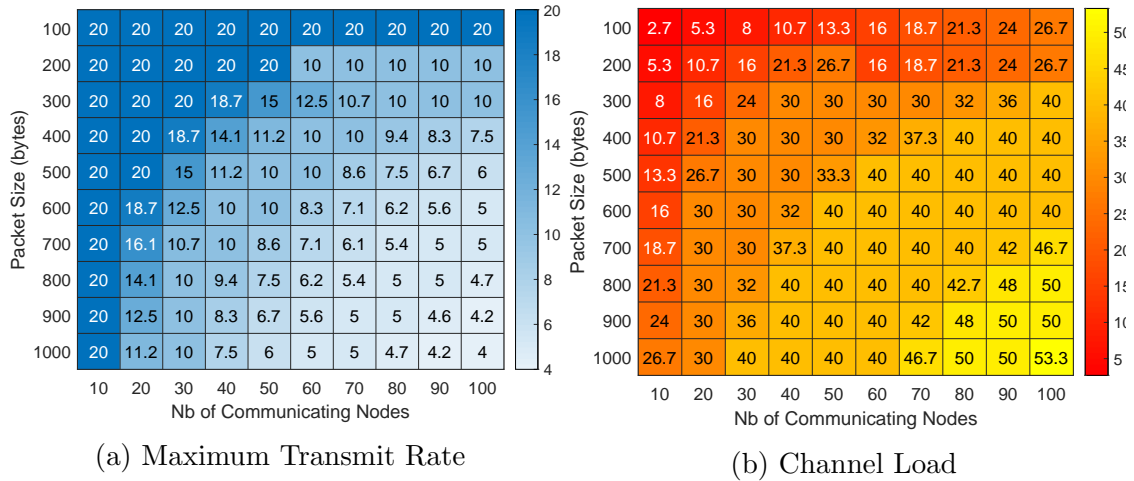 100 20 20 20 20 20 20 20 20 20 20
200 20 20 20 20 20 10 10 10 10 10
300 20 20 20 18.7 15 12.5 10.7 10 10 10
400 20 20 18.7 14.1 11.2 10 10 9.4 8.3 7.5
500 20 20 15 11.2 10 10 8.6 7.5 6.7 6
600 20 18.7 12.5 10 10 8.3 7.1 6.2 5.6 5
700 20 16.1 10.7 10 8.6 7.1 6.1 5.4 5 5
800 20 14.1 10 9.4 7.5 6.2 5.4 5 5 4.7
900 20 12.5 10 8.3 6.7 5.6 5 5 4.6 4.2
1000 20 11.2 10 7.5 6 5 5 4.7 4.2 4
10 20 30 40 50 60 70 80 90 100
Nb of Communicating Nodes
Packet Size (bytes)
20
18
16
14
12
10
8
6
4
(a) Maximum Transmit Rate
100 2.7 5.3 8 10.7 13.3 16 18.7 21.3 24 26.7
200 5.3 10.7 16 21.3 26.7 16 18.7 21.3 24 26.7
300 8 16 24 30 30 30 30 32 36 40
400 10.7 21.3 30 30 30 32 37.3 40 40 40
500 13.3 26.7 30 30 33.3 40 40 40 40 40
600 16 30 30 32 40 40 40 40 40 40
700 18.7 30 30 37.3 40 40 40 40 42 46.7
800 21.3 30 32 40 40 40 40 42.7 48 50
900 24 30 36 40 40 40 42 48 50 50
1000 26.7 30 40 40 40 40 46.7 50 50 53.3
10 20 30 40 50 60 70 80 90 100
Nb of Communicating Nodes
Packet Size (bytes)
50
45
40
35
30
25
20
15
10
5
(b) Channel Load